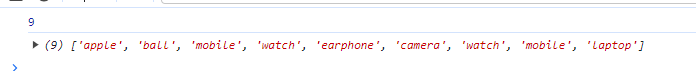 9
(9) ['apple', 'ball', 'mobile', 'watch', 'earphone', 'camera', 'watch', 'mobile', 'laptop']